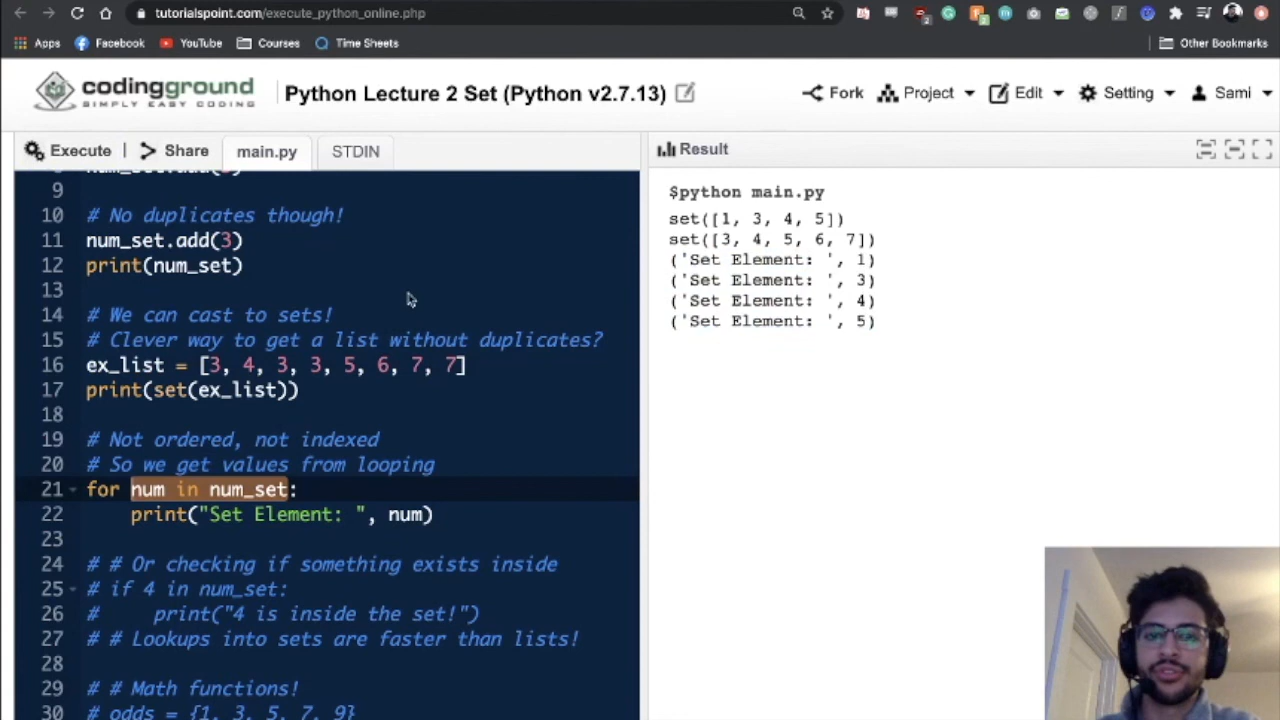 tutorialspoint.com/execute_python_online.php
Apps Facebook YouTube Courses Time Sheets Other Bookmarks
codingground
SIMPLY EASY CODING
Python Lecture 2 Set (Python v2.7.13)
Fork Project Edit Setting Sami
Execute | Share main.py STDIN
9
10 # No duplicates though!
11 num_set.add(3)
12 print(num_set)
13
14 # We can cast to sets!
15 # Clever way to get a list without duplicates?
16 ex_list = [3, 4, 3, 3, 5, 6, 7, 7]
17 print(set(ex_list))
18
19 # Not ordered, not indexed
20 # So we get values from looping
21 for num in num_set:
22     print("Set Element: ", num)
23
24 # # Or checking if something exists inside
25 # if 4 in num_set:
26 #     print("4 is inside the set!")
27 # # Lookups into sets are faster than lists!
28
29 # # Math functions!
30 # odds = {1, 3, 5, 7, 9}
Result
$python main.py
set([1, 3, 4, 5])
set([3, 4, 5, 6, 7])
('Set Element: ', 1)
('Set Element: ', 3)
('Set Element: ', 4)
('Set Element: ', 5)